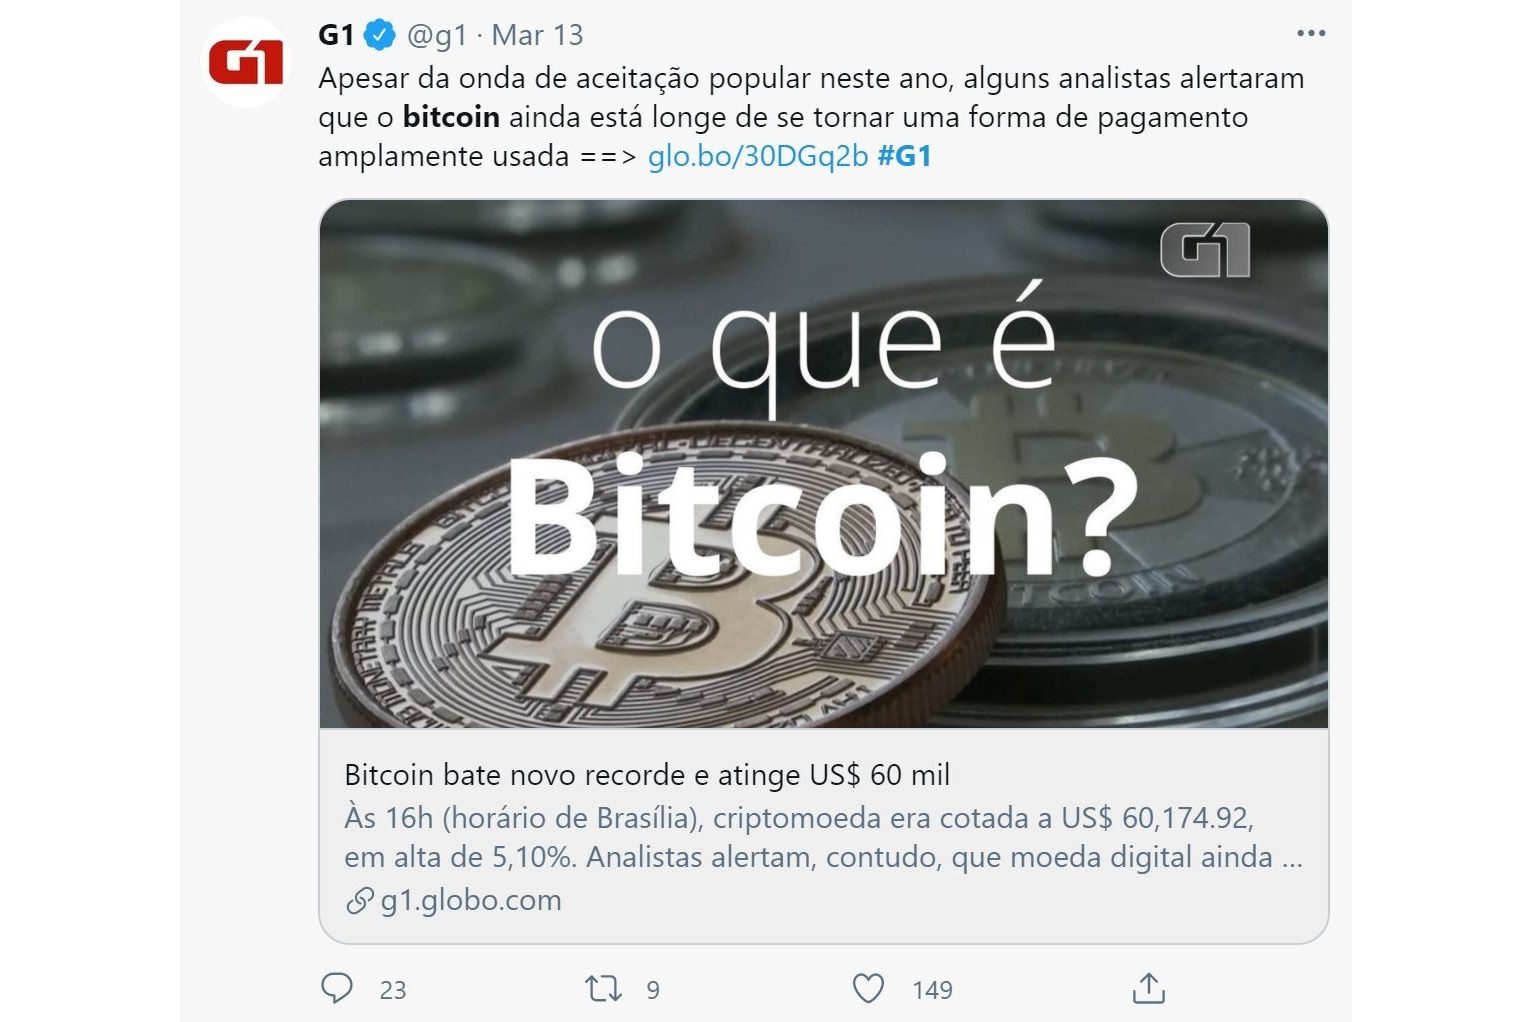 G1 @g1 · Mar 13
G1
Apesar da onda de aceitação popular neste ano, alguns analistas alertaram
que o bitcoin ainda está longe de se tornar uma forma de pagamento
amplamente usada ==> glo.bo/30DGq2b #G1
G1
o que é
Bitcoin?
DECENTRALIZED
BITCOIN
Bitcoin bate novo recorde e atinge US$ 60 mil
Às 16h (horário de Brasília), criptomoeda era cotada a US$ 60,174.92,
em alta de 5,10%. Analistas alertam, contudo, que moeda digital ainda ...
g1.globo.com
23 9 149